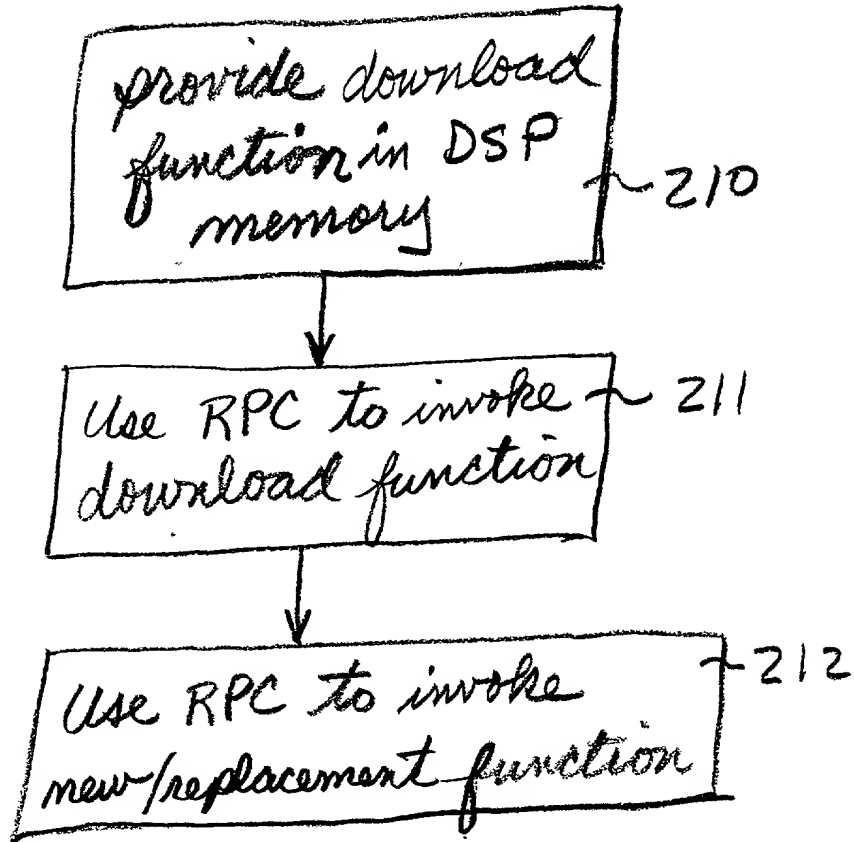 provide download
function in DSP
memory
210
Use RPC to invoke
download function
211
Use RPC to invoke
new/replacement function
212